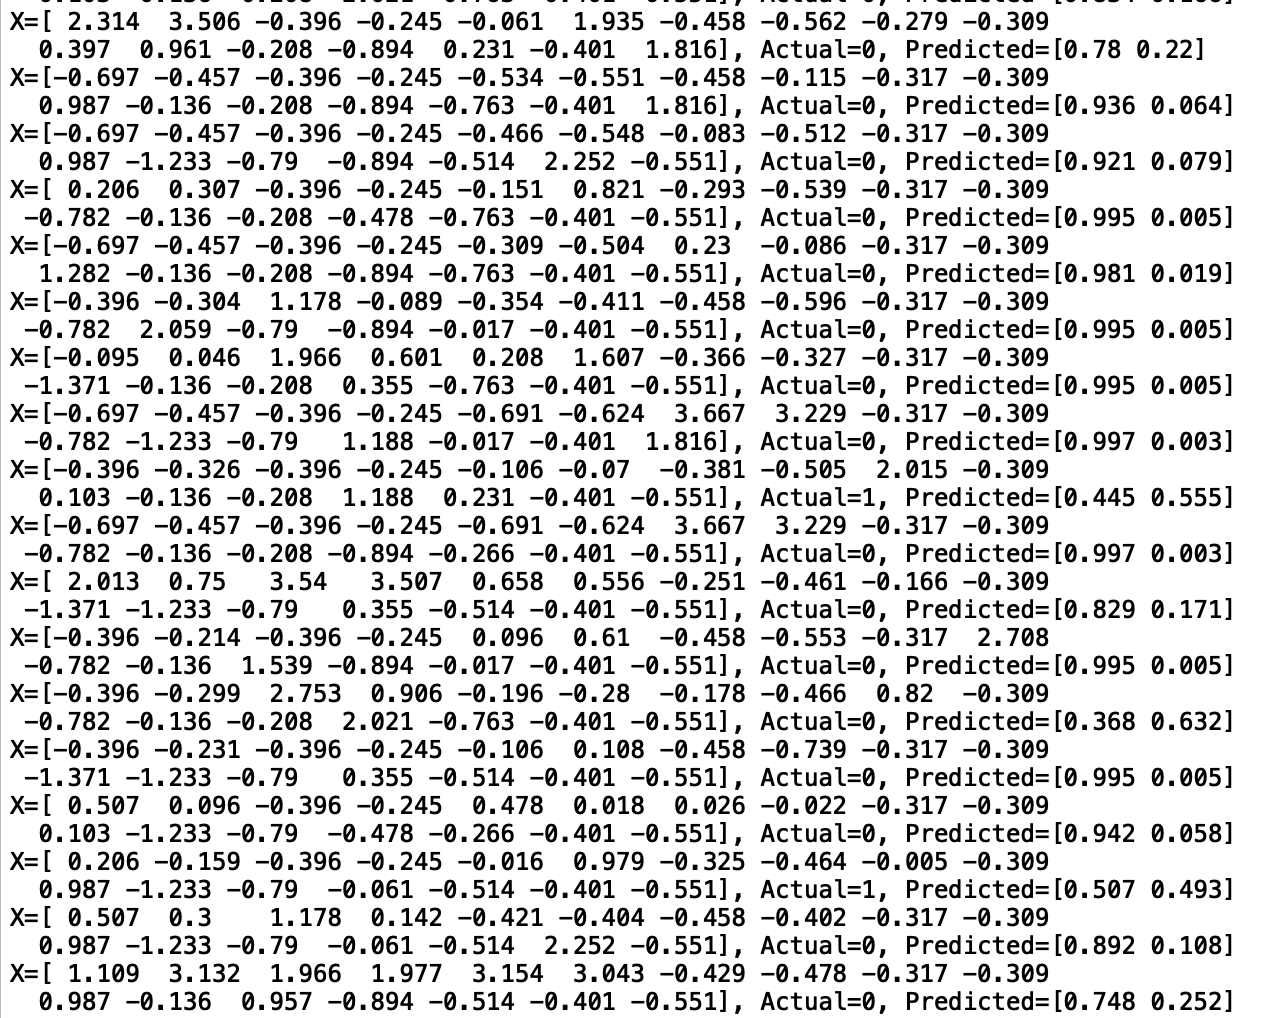 X=[ 2.314  3.506 -0.396 -0.245 -0.061  1.935 -0.458 -0.562 -0.279 -0.309
  0.397  0.961 -0.208 -0.894  0.231 -0.401  1.816], Actual=0, Predicted=[0.78 0.22]
X=[-0.697 -0.457 -0.396 -0.245 -0.534 -0.551 -0.458 -0.115 -0.317 -0.309
  0.987 -0.136 -0.208 -0.894 -0.763 -0.401  1.816], Actual=0, Predicted=[0.936 0.064]
X=[-0.697 -0.457 -0.396 -0.245 -0.466 -0.548 -0.083 -0.512 -0.317 -0.309
  0.987 -1.233 -0.79  -0.894 -0.514  2.252 -0.551], Actual=0, Predicted=[0.921 0.079]
X=[ 0.206  0.307 -0.396 -0.245 -0.151  0.821 -0.293 -0.539 -0.317 -0.309
 -0.782 -0.136 -0.208 -0.478 -0.763 -0.401 -0.551], Actual=0, Predicted=[0.995 0.005]
X=[-0.697 -0.457 -0.396 -0.245 -0.309 -0.504  0.23  -0.086 -0.317 -0.309
  1.282 -0.136 -0.208 -0.894 -0.763 -0.401 -0.551], Actual=0, Predicted=[0.981 0.019]
X=[-0.396 -0.304  1.178 -0.089 -0.354 -0.411 -0.458 -0.596 -0.317 -0.309
 -0.782  2.059 -0.79  -0.894 -0.017 -0.401 -0.551], Actual=0, Predicted=[0.995 0.005]
X=[-0.095  0.046  1.966  0.601  0.208  1.607 -0.366 -0.327 -0.317 -0.309
 -1.371 -0.136 -0.208  0.355 -0.763 -0.401 -0.551], Actual=0, Predicted=[0.995 0.005]
X=[-0.697 -0.457 -0.396 -0.245 -0.691 -0.624  3.667  3.229 -0.317 -0.309
 -0.782 -1.233 -0.79   1.188 -0.017 -0.401  1.816], Actual=0, Predicted=[0.997 0.003]
X=[-0.396 -0.326 -0.396 -0.245 -0.106 -0.07  -0.381 -0.505  2.015 -0.309
  0.103 -0.136 -0.208  1.188  0.231 -0.401 -0.551], Actual=1, Predicted=[0.445 0.555]
X=[-0.697 -0.457 -0.396 -0.245 -0.691 -0.624  3.667  3.229 -0.317 -0.309
 -0.782 -0.136 -0.208 -0.894 -0.266 -0.401 -0.551], Actual=0, Predicted=[0.997 0.003]
X=[ 2.013  0.75   3.54   3.507  0.658  0.556 -0.251 -0.461 -0.166 -0.309
 -1.371 -1.233 -0.79   0.355 -0.514 -0.401 -0.551], Actual=0, Predicted=[0.829 0.171]
X=[-0.396 -0.214 -0.396 -0.245  0.096  0.61  -0.458 -0.553 -0.317  2.708
 -0.782 -0.136  1.539 -0.894 -0.017 -0.401 -0.551], Actual=0, Predicted=[0.995 0.005]
X=[-0.396 -0.299  2.753  0.906 -0.196 -0.28  -0.178 -0.466  0.82  -0.309
 -0.782 -0.136 -0.208  2.021 -0.763 -0.401 -0.551], Actual=0, Predicted=[0.368 0.632]
X=[-0.396 -0.231 -0.396 -0.245 -0.106  0.108 -0.458 -0.739 -0.317 -0.309
 -1.371 -1.233 -0.79   0.355 -0.514 -0.401 -0.551], Actual=0, Predicted=[0.995 0.005]
X=[ 0.507  0.096 -0.396 -0.245  0.478  0.018  0.026 -0.022 -0.317 -0.309
  0.103 -1.233 -0.79  -0.478 -0.266 -0.401 -0.551], Actual=0, Predicted=[0.942 0.058]
X=[ 0.206 -0.159 -0.396 -0.245 -0.016  0.979 -0.325 -0.464 -0.005 -0.309
  0.987 -1.233 -0.79  -0.061 -0.514 -0.401 -0.551], Actual=1, Predicted=[0.507 0.493]
X=[ 0.507  0.3    1.178  0.142 -0.421 -0.404 -0.458 -0.402 -0.317 -0.309
  0.987 -1.233 -0.79  -0.061 -0.514  2.252 -0.551], Actual=0, Predicted=[0.892 0.108]
X=[ 1.109  3.132  1.966  1.977  3.154  3.043 -0.429 -0.478 -0.317 -0.309
  0.987 -0.136  0.957 -0.894 -0.514 -0.401 -0.551], Actual=0, Predicted=[0.748 0.252]